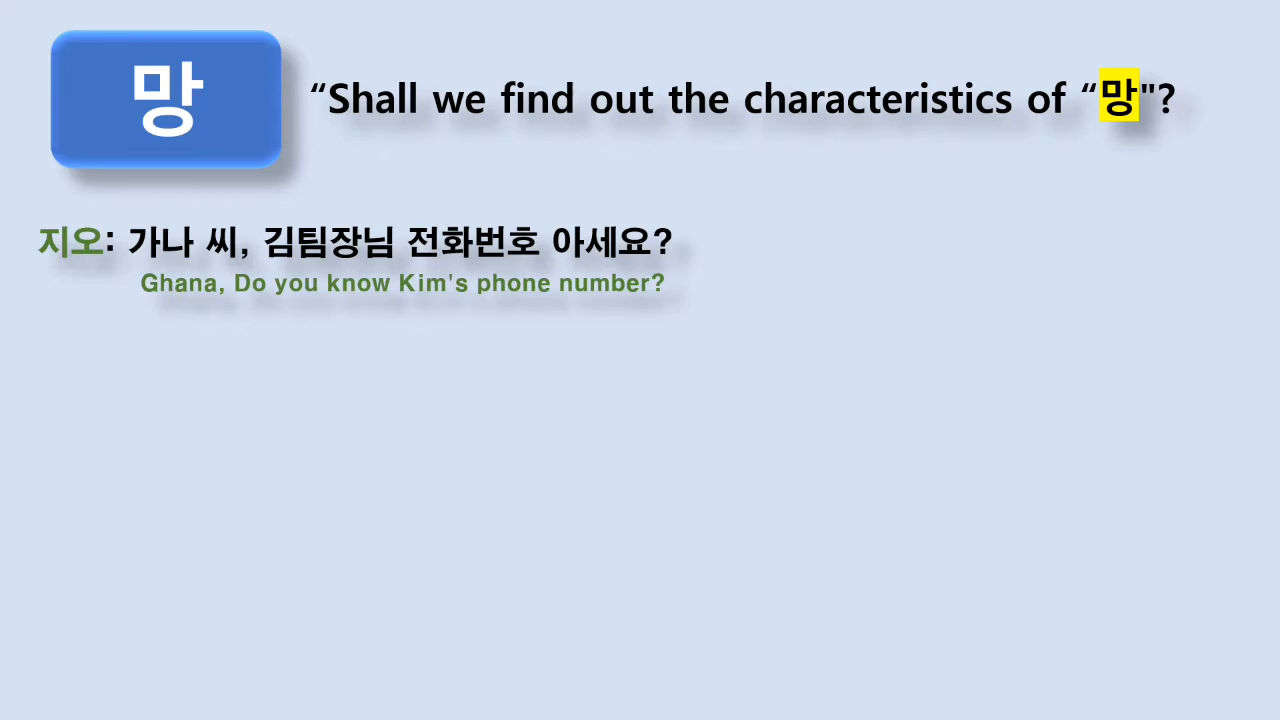 망
“Shall we find out the characteristics of “망"?
지오: 가나 씨, 김팀장님 전화번호 아세요?
Ghana, Do you know Kim's phone number?